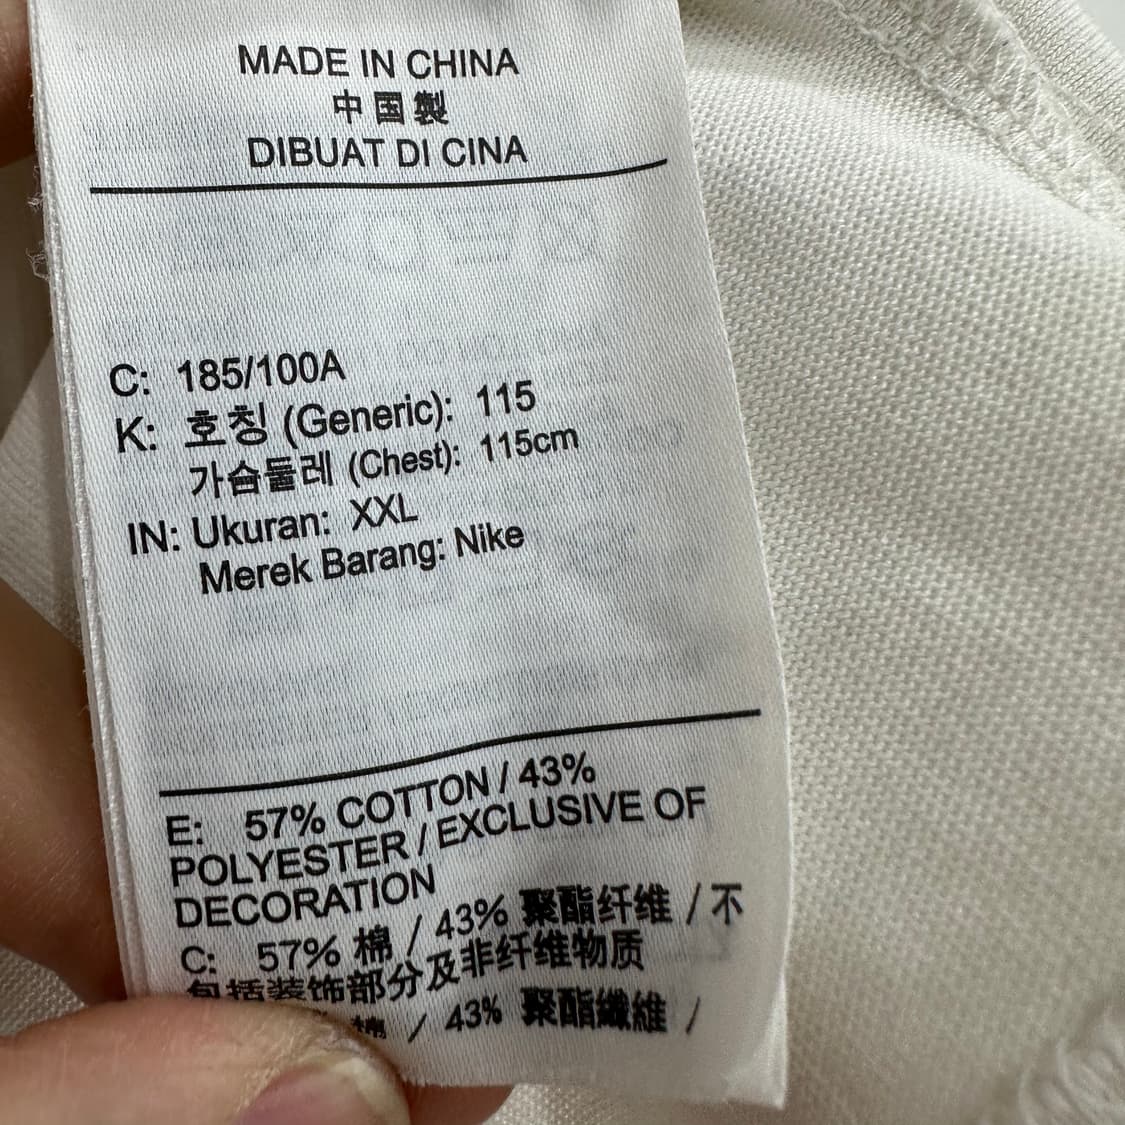 MADE IN CHINA
中国製
DIBUAT DI CINA
C: 185/100A
K: 호칭 (Generic): 115
가슴둘레 (Chest): 115cm
IN: Ukuran: XXL
Merek Barang: Nike
E: 57% COTTON / 43%
POLYESTER / EXCLUSIVE OF
DECORATION
C: 57% 棉 / 43% 聚酯纤维 / 不
包括装饰部分及非纤维物质
棉 / 43% 聚酯纖維 /